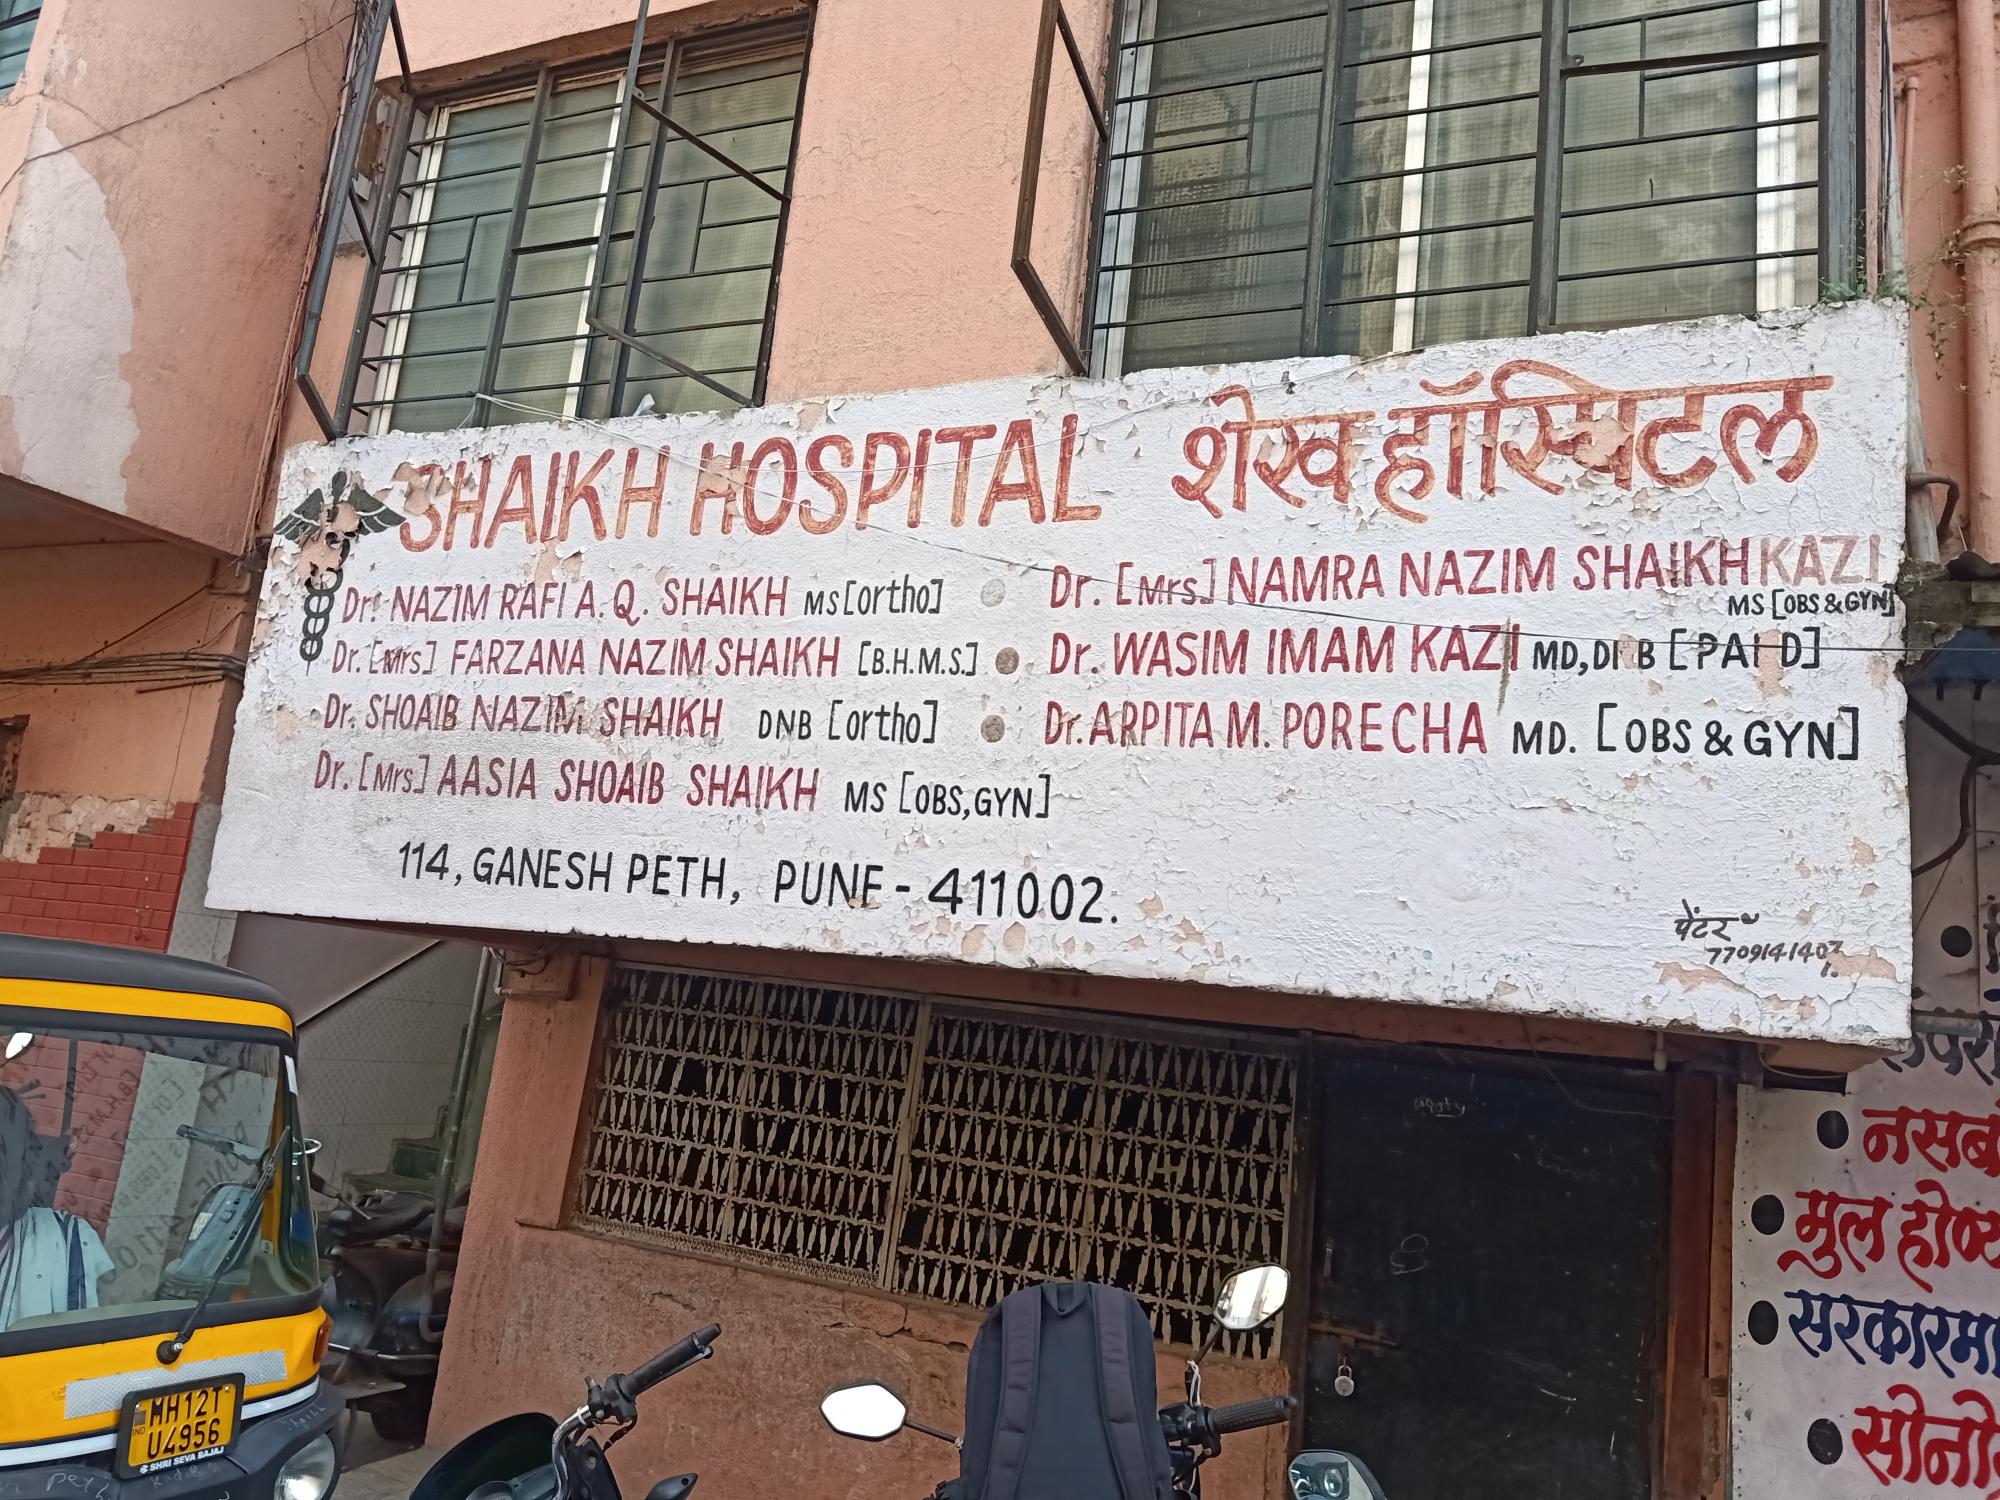 SHAIKH HOSPITAL शेख हॉस्पिटल
Dr. NAZIM RAFI A. Q. SHAIKH MS [Ortho]
Dr. [Mrs] FARZANA NAZIM SHAIKH [B.H.M.S.]
Dr. SHOAIB NAZIM SHAIKH DNB [Ortho]
Dr. [Mrs] AASIA SHOAIB SHAIKH MS [OBS, GYN]
Dr. [Mrs.] NAMRA NAZIM SHAIKH KAZI
MS [OBS & GYN]
Dr. WASIM IMAM KAZI MD,
Dr. ARPITA M. PORECHA MD. [OBS & GYN]
114, GANESH PETH, PUNE - 411002.
पेंटर
7709141407
MH12T
U4956
IND
SHRI SEVA BAJAJ
सरकारमा